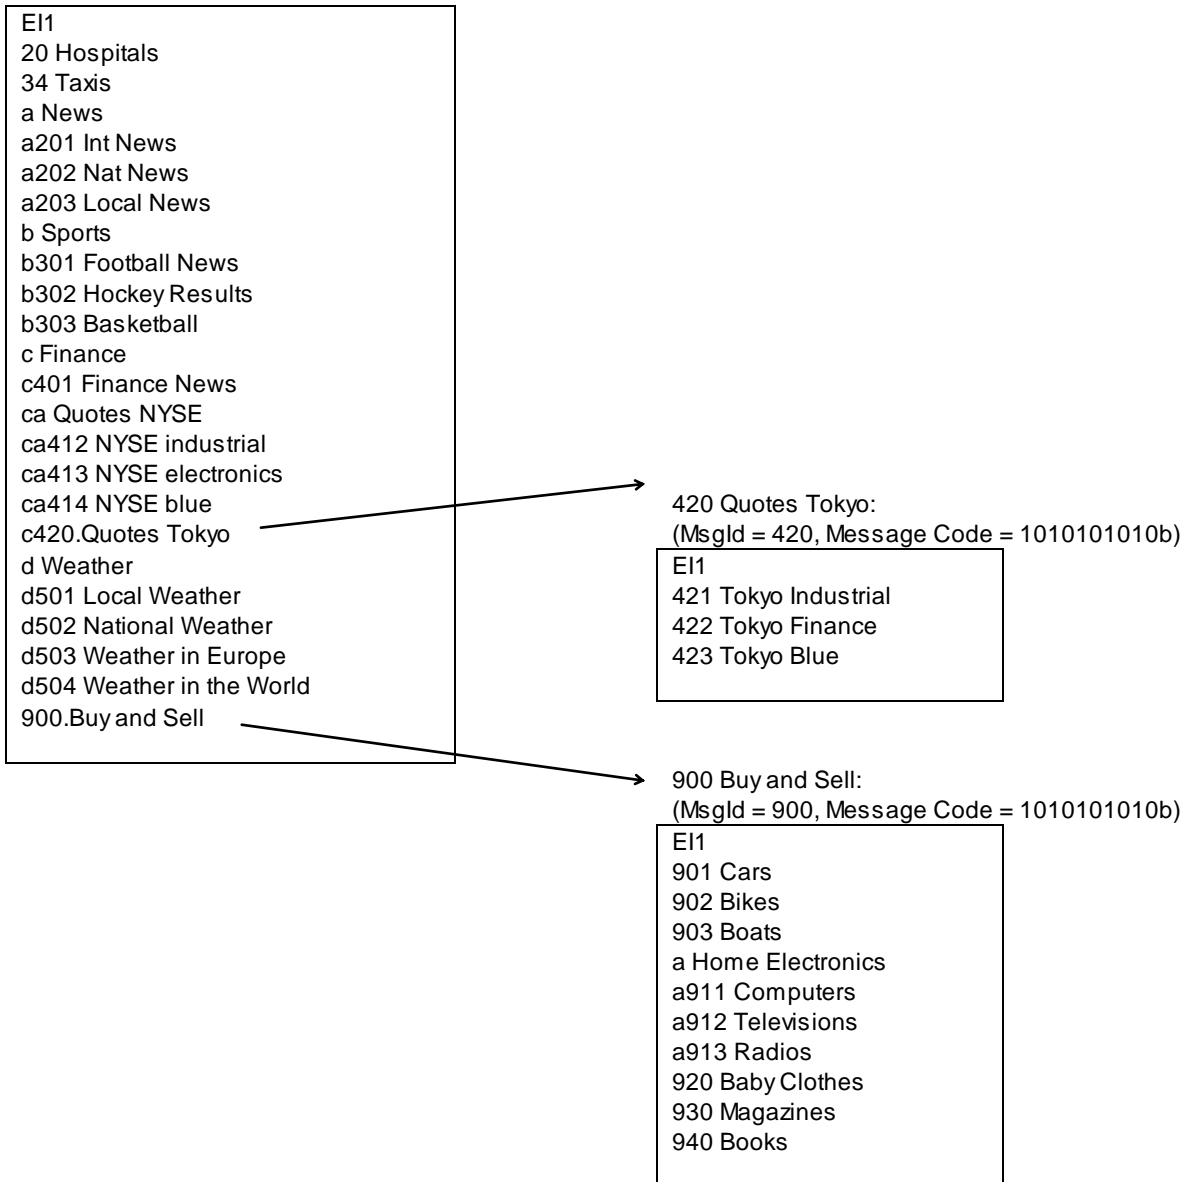 EI1
20 Hospitals
34 Taxis
a News
a201 Int News
a202 Nat News
a203 Local News
b Sports
b301 Football News
b302 Hockey Results
b303 Basketball
c Finance
c401 Finance News
ca Quotes NYSE
ca412 NYSE industrial
ca413 NYSE electronics
ca414 NYSE blue
c420.Quotes Tokyo
d Weather
d501 Local Weather
d502 National Weather
d503 Weather in Europe
d504 Weather in the World
900.Buy and Sell
420 Quotes Tokyo:
(MsgId = 420, Message Code = 1010101010b)
EI1
421 Tokyo Industrial
422 Tokyo Finance
423 Tokyo Blue
900 Buy and Sell:
(MsgId = 900, Message Code = 1010101010b)
EI1
901 Cars
902 Bikes
903 Boats
a Home Electronics
a911 Computers
a912 Televisions
a913 Radios
920 Baby Clothes
930 Magazines
940 Books